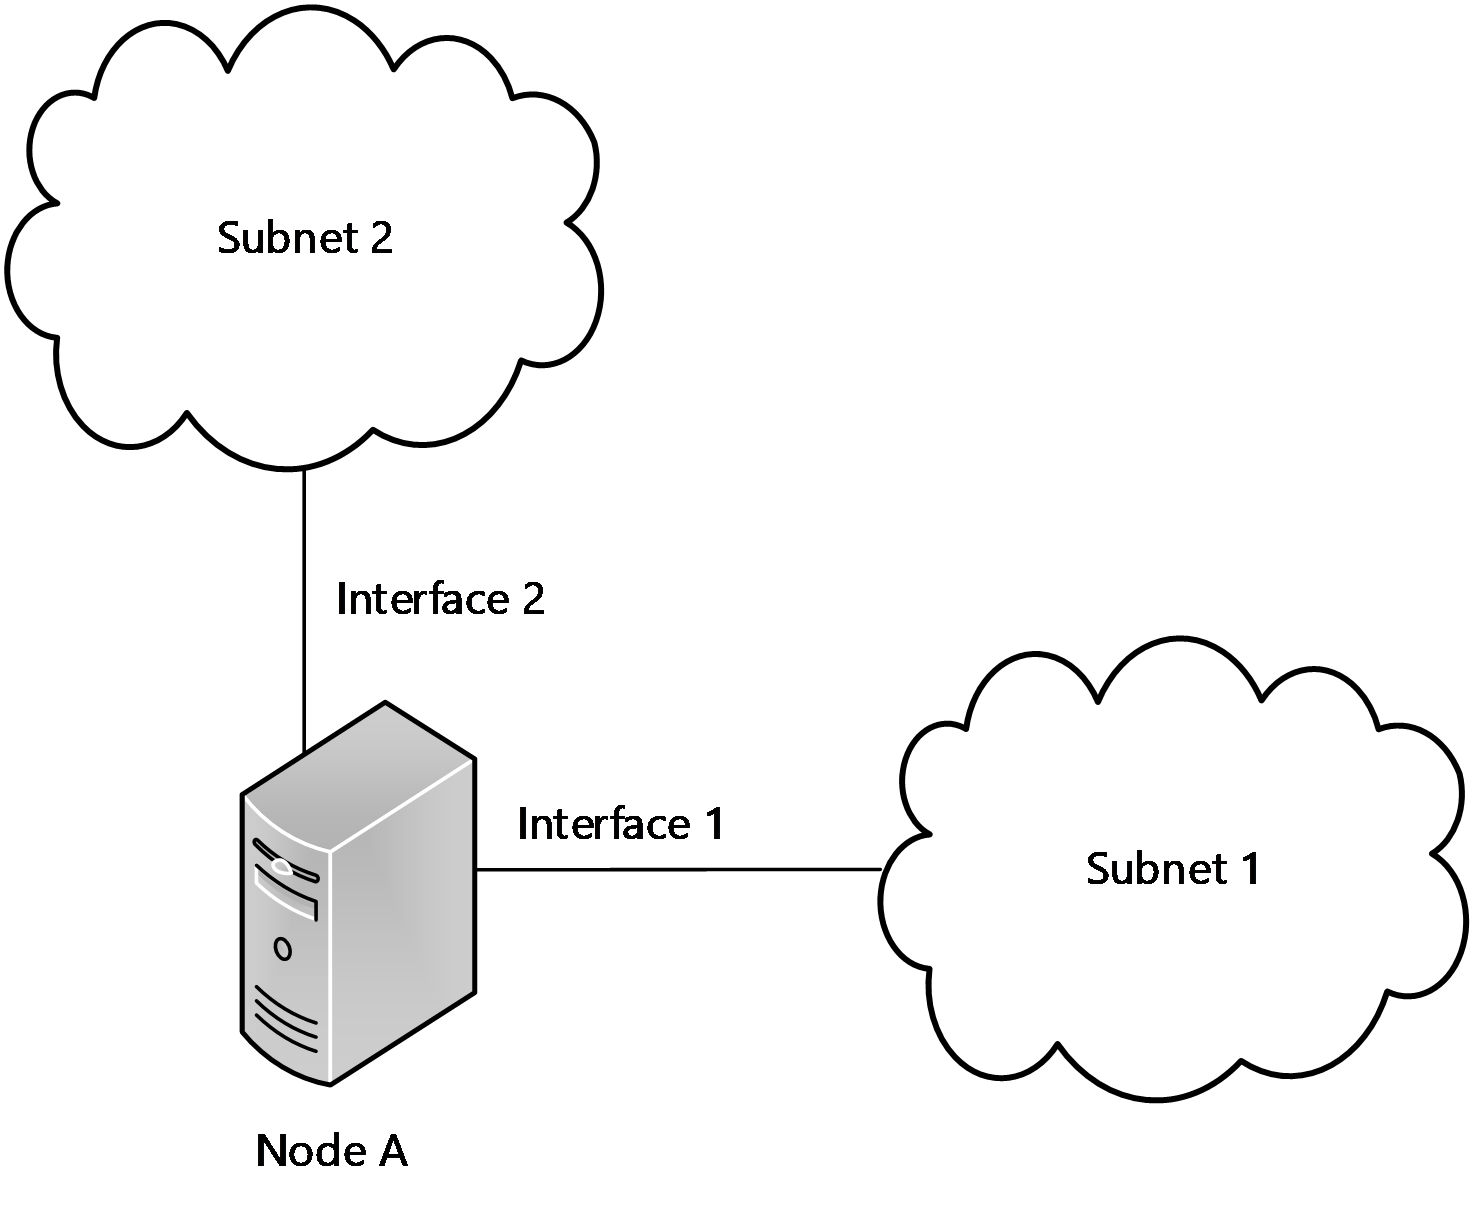 Subnet 2
Interface 2
Interface 1
Subnet 1
Node A